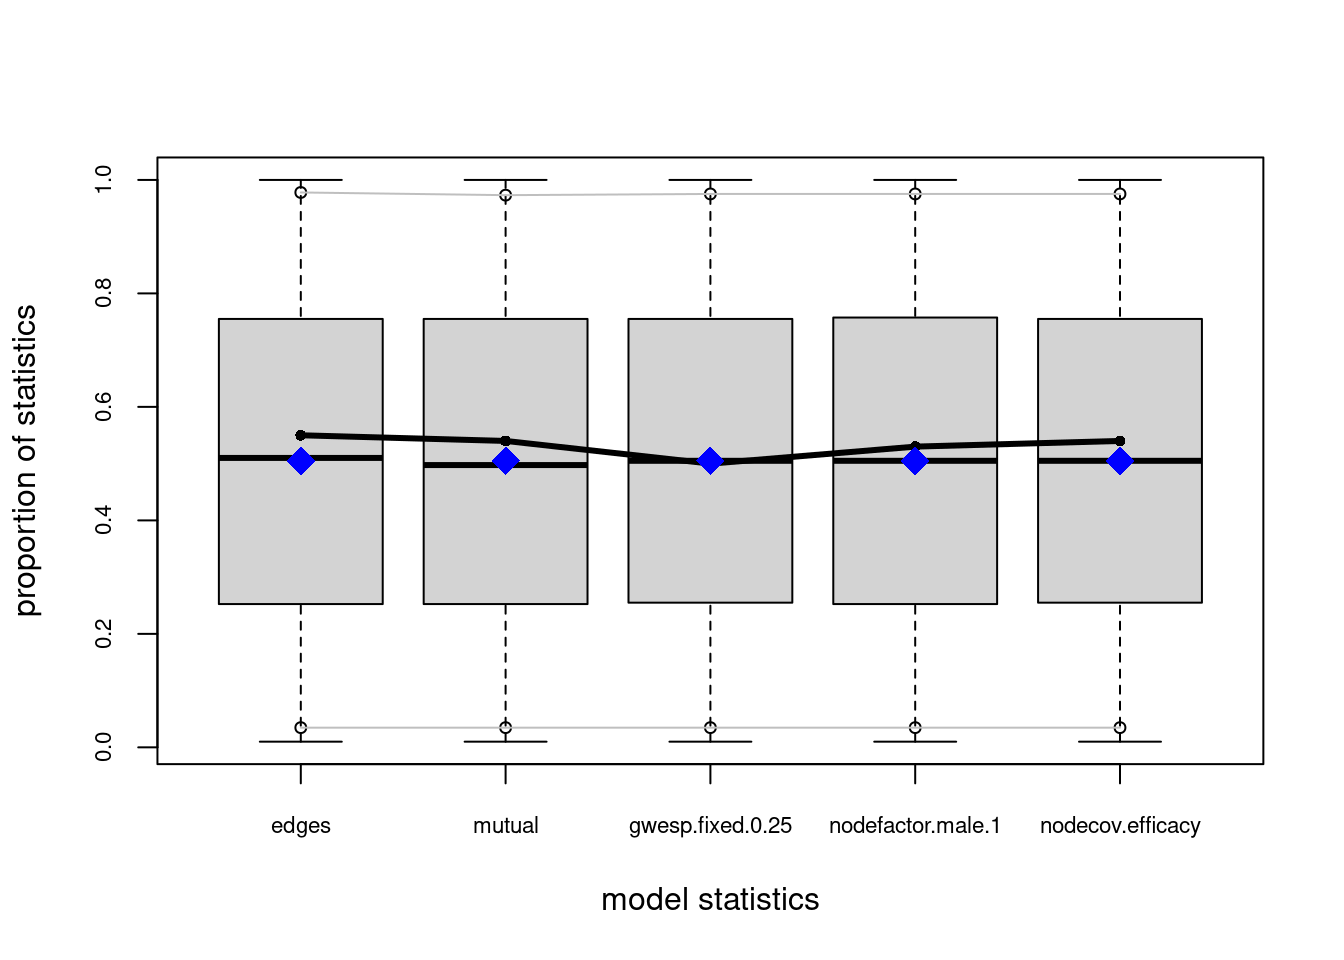 proportion of statistics
1.0
0.8
0.6
0.4
0.2
0.0
edges mutual gwesp.fixed.0.25 nodefactor.male.1 nodecov.efficacy
model statistics